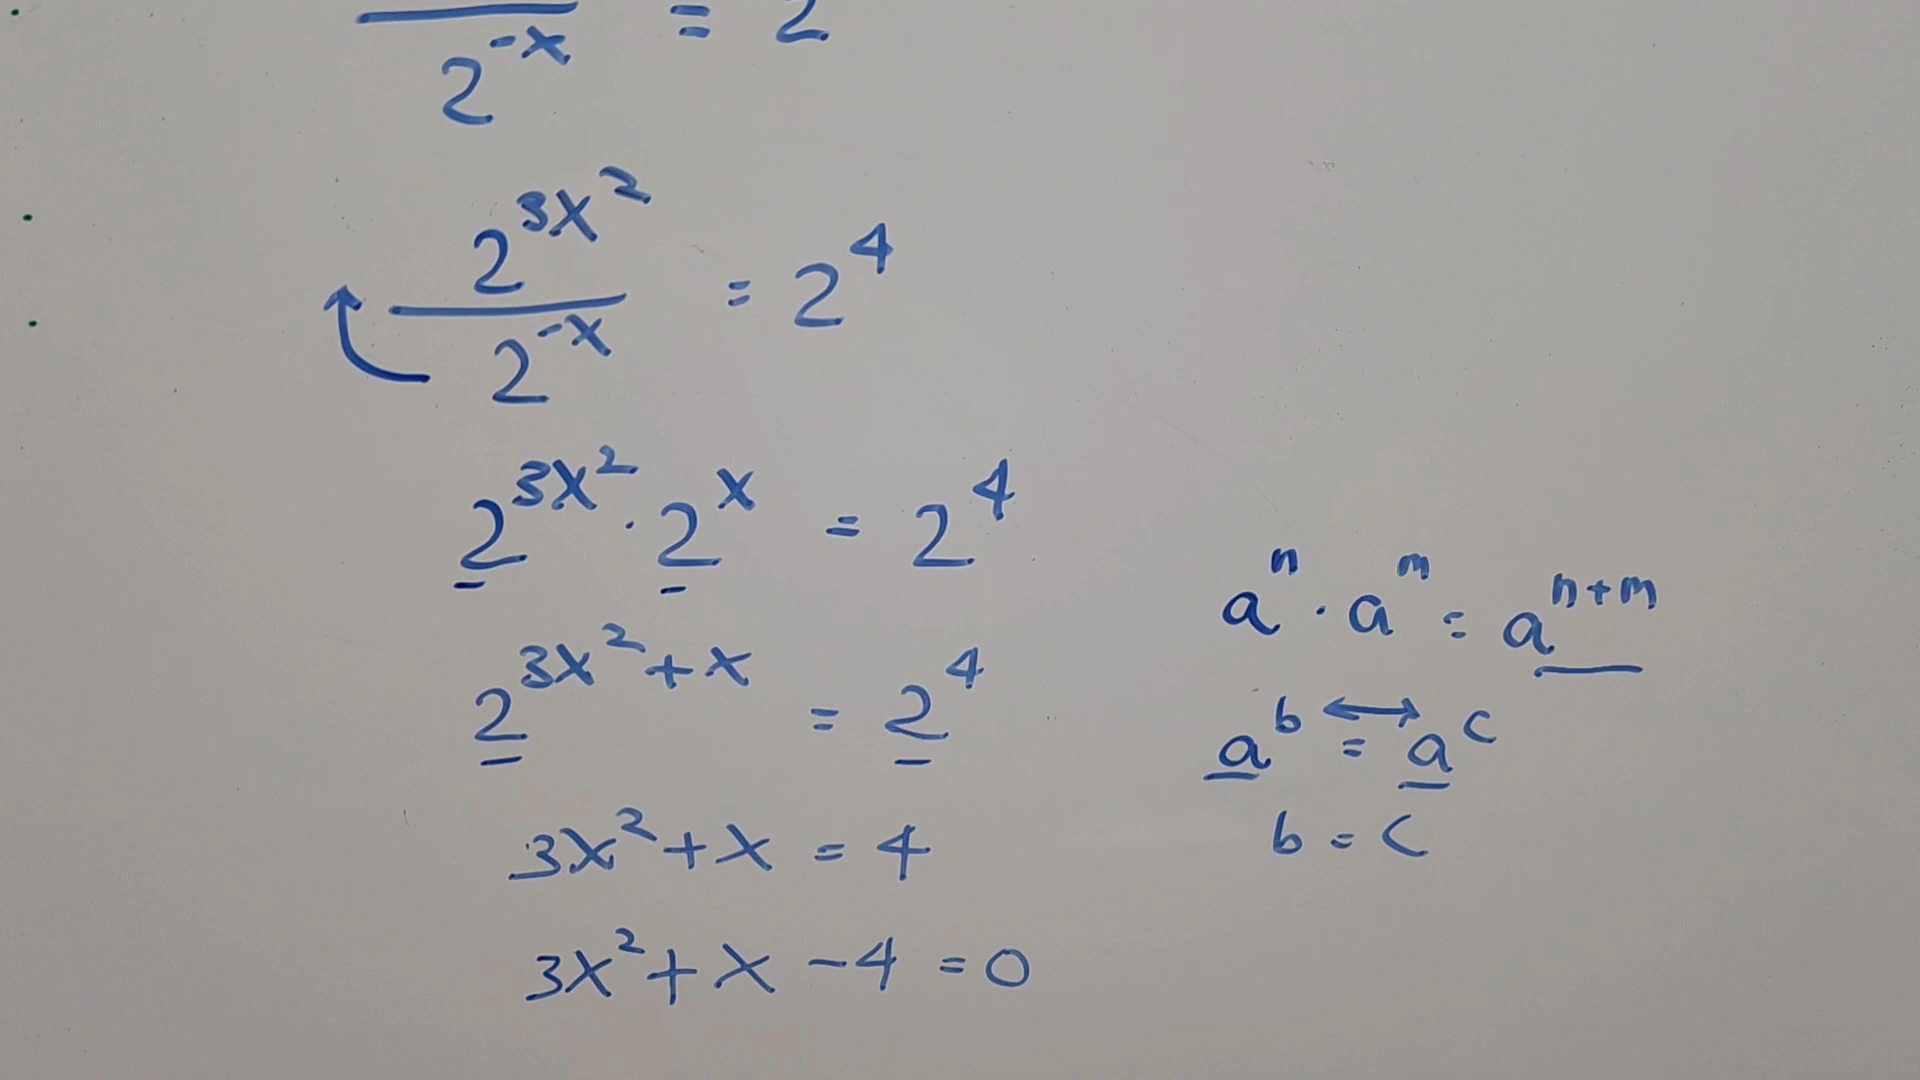 2^{-x} = 2
2^{3x^2} / 2^{-x} = 2^4
2^{3x^2} · 2^x = 2^4
2^{3x^2+x} = 2^4
3x^2 + x = 4
3x^2 + x - 4 = 0
a^n · a^m = a^{n+m}
a^b = a^c
b = c